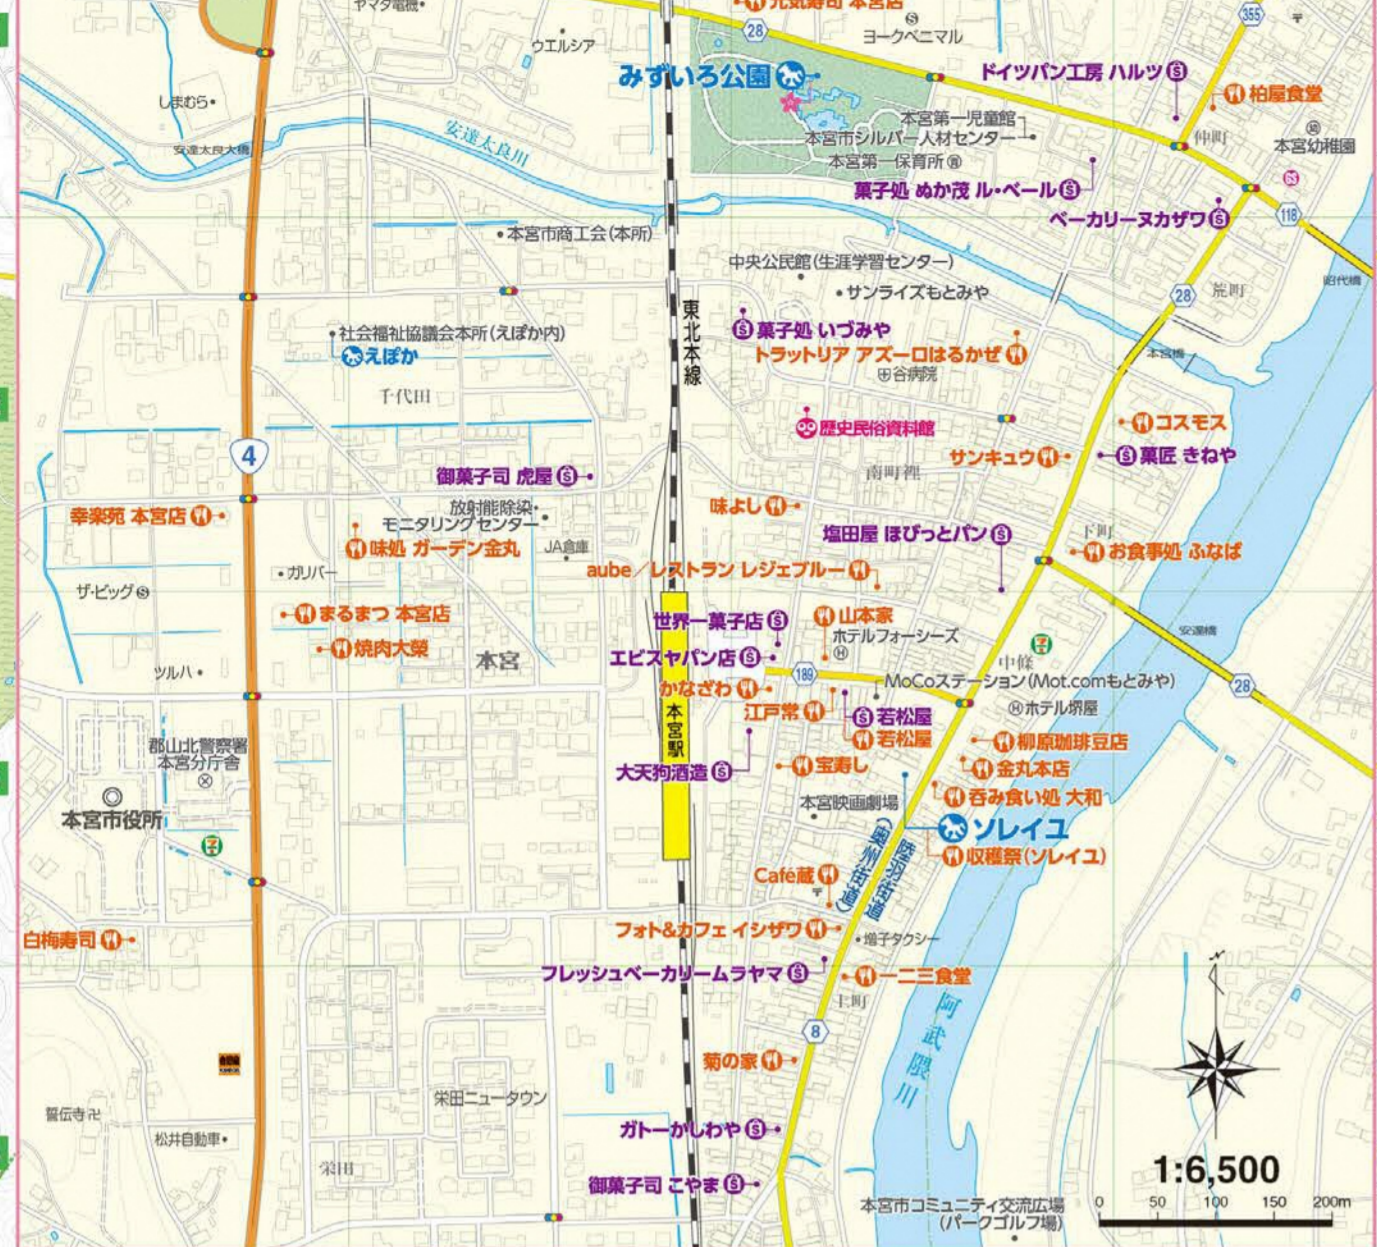 ヤマダ電機
元気寿司 本宮店
28
ヨークベニマル
355
ウエルシア
みずいろ公園
ドイツパン工房 ハルツ
柏屋食堂
しまむら
安達太良川
本宮第一児童館
本宮市シルバー人材センター
仲町
本宮幼稚園
安達太良大橋
本宮第一保育所
菓子処 ぬか茂 ル・ベール
GS
ベーカリーヌカザワ
118
本宮市商工会(本所)
中央公民館(生涯学習センター)
昭代橋
サンライズもとみや
28
荒町
東北本線
菓子処 いづみや
社会福祉協議会本所(えぽか内)
えぽか
トラットリア アズーロはるかぜ
本宮橋
谷病院
千代田
歴史民俗資料館
コスモス
4
サンキュウ
菓匠 きねや
南町裡
御菓子司 虎屋
放射能除染
モニタリングセンター
味よし
幸楽苑 本宮店
塩田屋 ほびっとパン
下町
味処 ガーデン金丸
JA倉庫
お食事処 ふなば
ガリバー
aube/レストラン レジェブルー
ザ・ビッグ
まるまつ 本宮店
世界一菓子店
山本家
ホテルフォーシーズ
安達橋
焼肉大榮
エビスヤパン店
本宮
中條
ツルハ
189
MoCoステーション(Mot.comもとみや)
28
かなざわ
江戸常
若松屋
ホテル堺屋
本宮駅
若松屋
柳原珈琲豆店
郡山北警察署
本宮分庁舎
大天狗酒造
宝寿し
金丸本店
呑み食い処 大和
本宮映画劇場
本宮市役所
ソレイユ
収穫祭(ソレイユ)
陸羽街道
(奥州街道)
Café蔵
フォト&カフェ イシザワ
増子タクシー
白梅寿司
フレッシュベーカリームラヤマ
一二三食堂
上町
阿武隈川
8
菊の家
栄田ニュータウン
誓伝寺
松井自動車
ガトーかしわや
栄田
御菓子司 こやま
1:6,500
本宮市コミュニティ交流広場
(パークゴルフ場)
0 50 100 150 200m